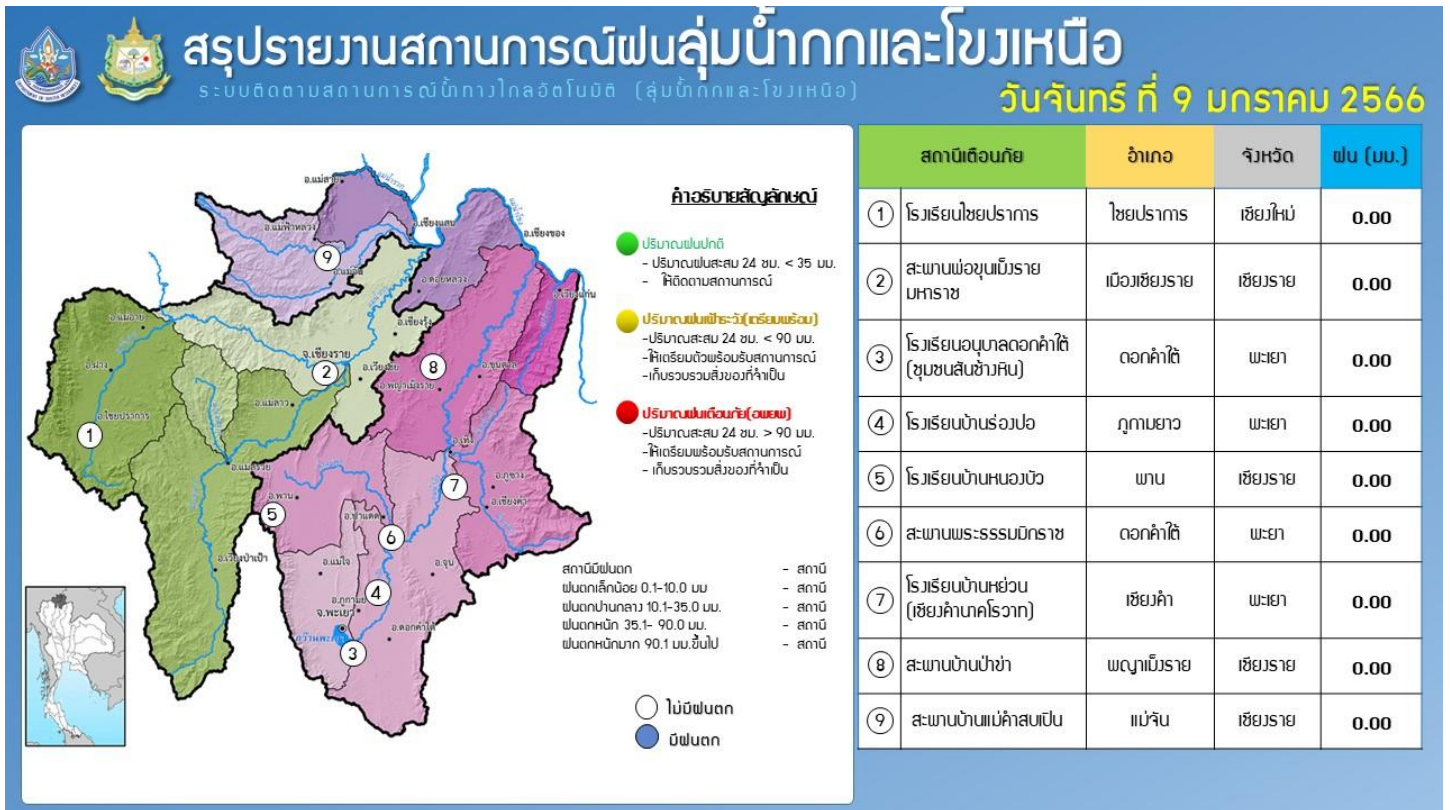 สรุปรายงานสถานการณ์ฝนลุ่มน้ำกกและโขงเหนือ
ระบบติดตามสถานการณ์น้ำทางไกลอัตโนมัติ (ลุ่มน้ำกกและโขงเหนือ)
วันจันทร์ ที่ 9 มกราคม 2566
อ.แม่สาย
อ.แม่ฟ้าหลวง
อ.เชียงแสน
อ.เชียงของ
9
อ.แม่จัน
อ.ดอยหลวง
อ.เวียงแก่น
อ.แม่อาย
อ.เชียงรุ้ง
จ.เชียงราย
อ.ฝาง
2
อ.เวียงชัย
8
อ.ขุนตาล
อ.พญาเม็งราย
อ.แม่ลาว
อ.ไชยปราการ
1
อ.เทิง
อ.แม่สรวย
7
อ.ภูซาง
อ.พาน
อ.เชียงคำ
5
อ.ป่าแดด
6
อ.เวียงป่าเป้า
อ.แม่ใจ
อ.จุน
4
อ.ภูกามยาว
จ.พะเยา
อ.ดอกคำใต้
กว๊านพะเยา
3
คำอธิบายสัญลักษณ์
ปริมาณฝนปกติ
- ปริมาณฝนสะสม 24 ชม. < 35 มม.
- ให้ติดตามสถานการณ์
ปริมาณฝนเฝ้าระวัง(เตรียมพร้อม)
-ปริมาณสะสม 24 ชม. < 90 มม.
-ให้เตรียมตัวพร้อมรับสถานการณ์
-เก็บรวบรวมสิ่งของที่จำเป็น
ปริมาณฝนเตือนภัย(อพยพ)
-ปริมาณสะสม 24 ชม. > 90 มม.
-ให้เตรียมพร้อมรับสถานการณ์
- เก็บรวบรวมสิ่งของที่จำเป็น
สถานีมีฝนตก - สถานี
ฝนตกเล็กน้อย 0.1-10.0 มม - สถานี
ฝนตกปานกลาง 10.1-35.0 มม. - สถานี
ฝนตกหนัก 35.1- 90.0 มม. - สถานี
ฝนตกหนักมาก 90.1 มม.ขึ้นไป - สถานี
ไม่มีฝนตก
มีฝนตก
สถานีเตือนภัย อำเภอ จังหวัด ฝน (มม.)
1 โรงเรียนไชยปราการ ไชยปราการ เชียงใหม่ 0.00
2 สะพานพ่อขุนเม็งราย
มหาราช เมืองเชียงราย เชียงราย 0.00
3 โรงเรียนอนุบาลดอกคำใต้
(ชุมชนสันช้างหิน) ดอกคำใต้ พะเยา 0.00
4 โรงเรียนบ้านร่องปอ ภูกามยาว พะเยา 0.00
5 โรงเรียนบ้านหนองบัว พาน เชียงราย 0.00
6 สะพานพระธรรมมิกราช ดอกคำใต้ พะยา 0.00
7 โรงเรียนบ้านหย่วน
(เชียงคำนาคโรวาท) เชียงคำ พะเยา 0.00
8 สะพานบ้านป่าข่า พญาเม็งราย เชียงราย 0.00
9 สะพานบ้านแม่คำสบเปิน แม่จัน เชียงราย 0.00